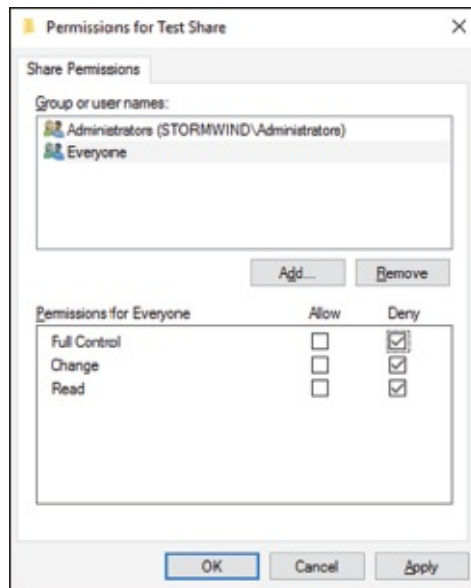 Permissions for Test Share
Share Permissions
Group or user names:
Administrators (STORMWIND\Administrators)
Everyone
Add...
Remove
Permissions for Everyone
Allow
Deny
Full Control
Change
Read
OK
Cancel
Apply